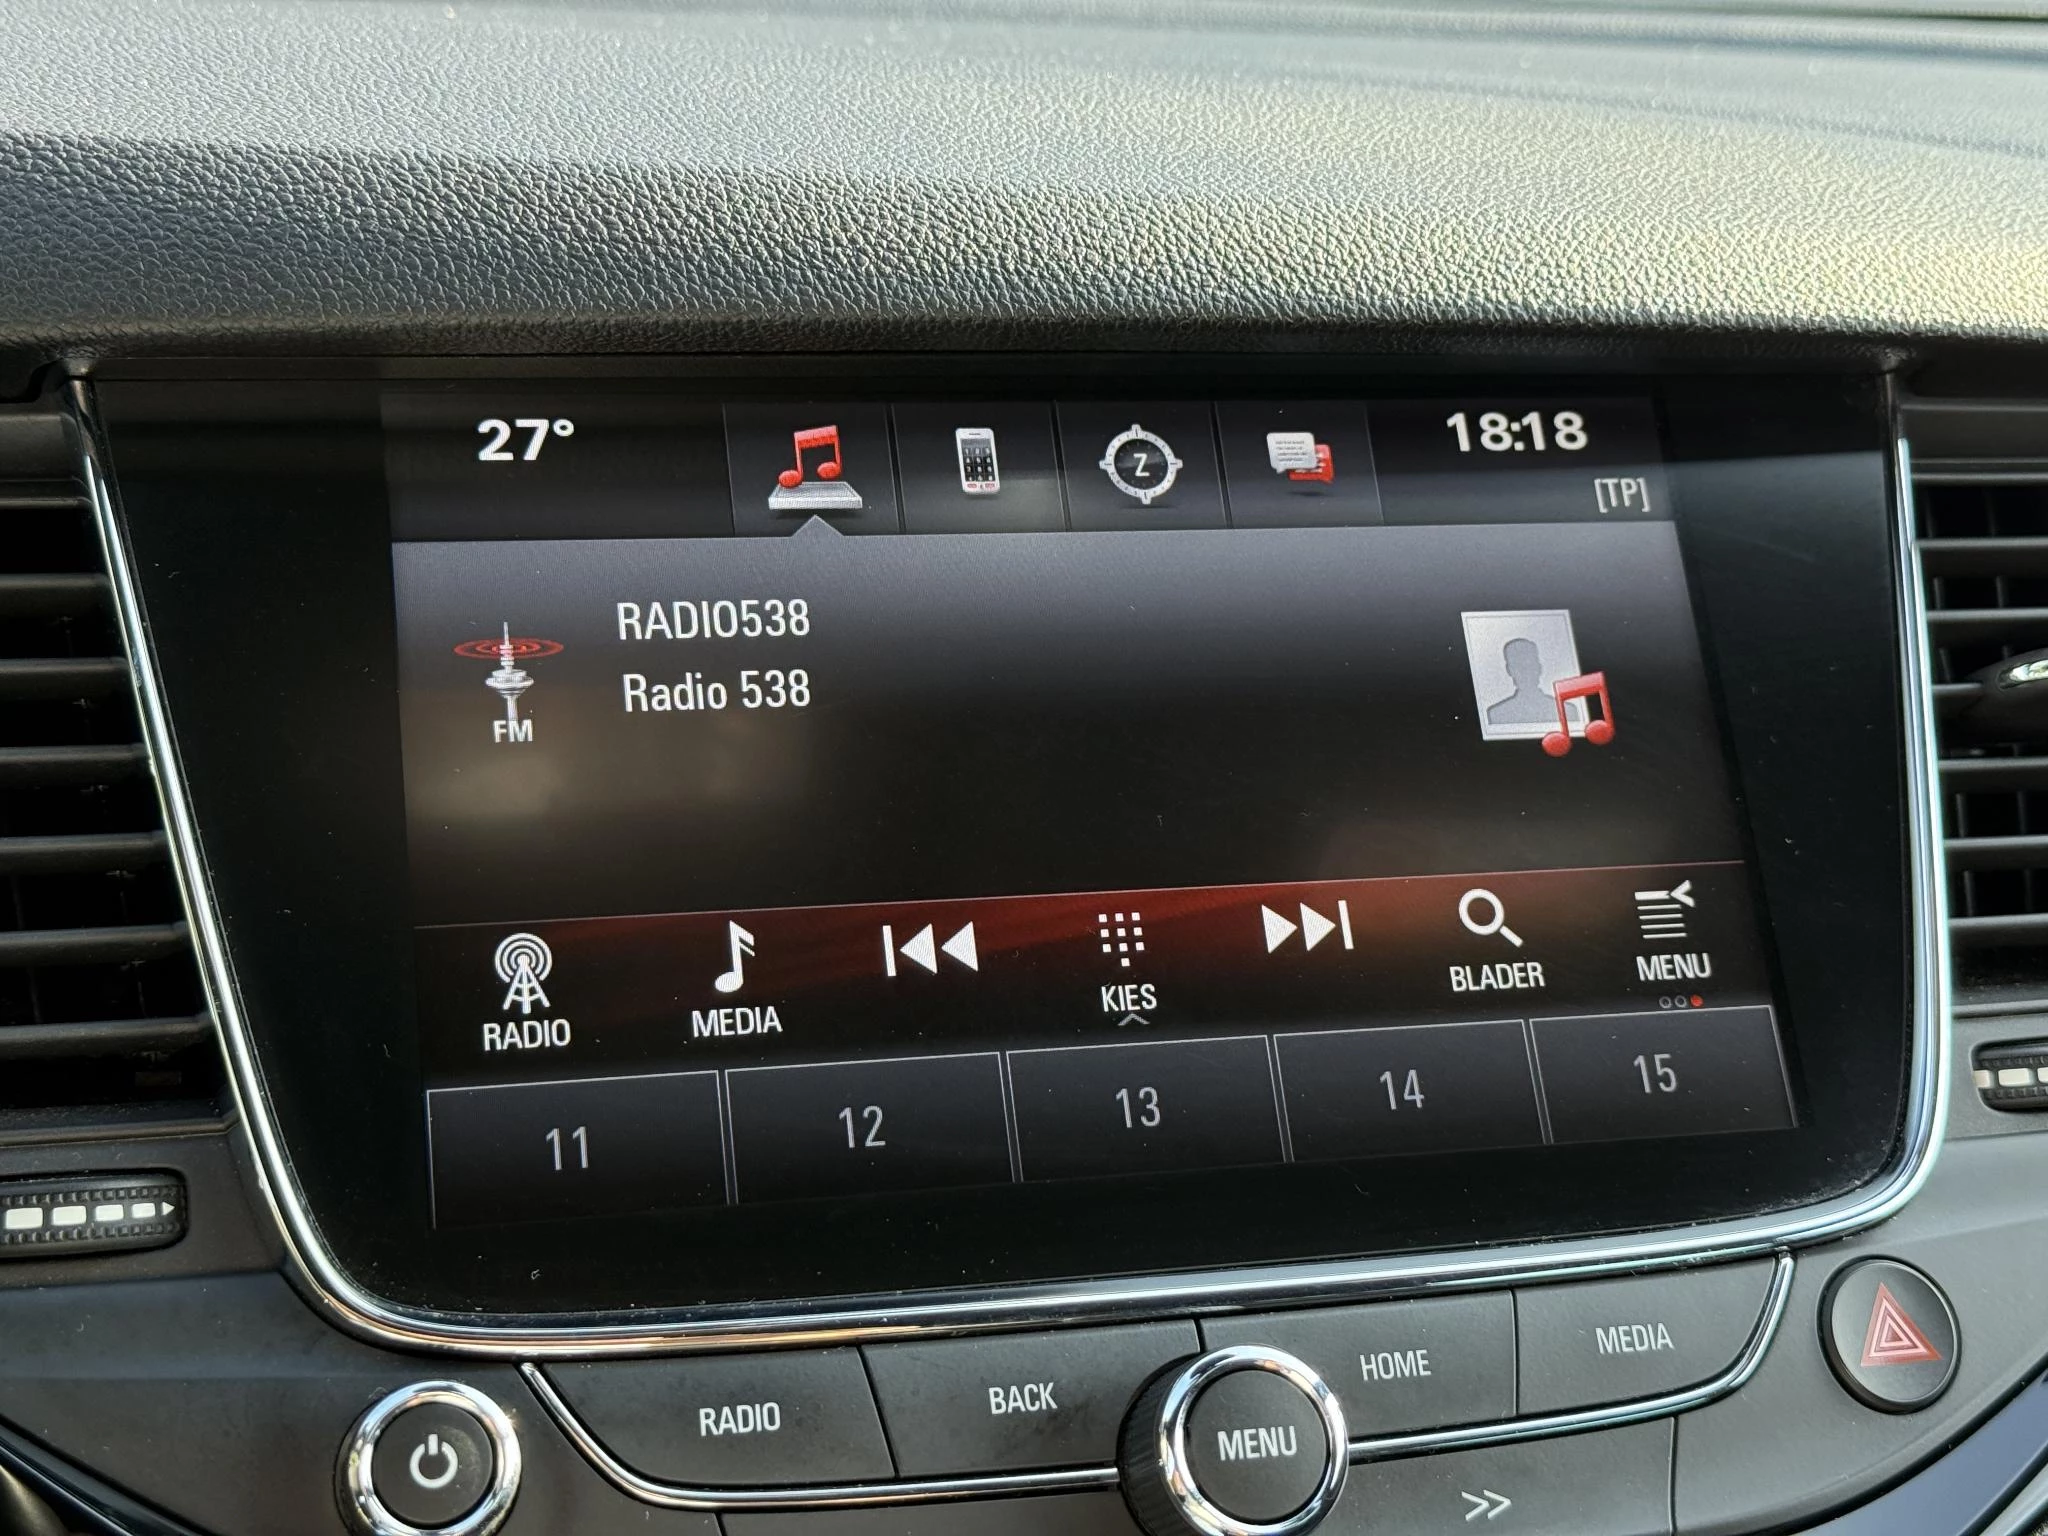 27°
Z
18:18
[TP]
RADIO538
Radio 538
FM
RADIO
MEDIA
KIES
BLADER
MENU
11
12
13
14
15
RADIO
BACK
MENU
HOME
MEDIA
>>